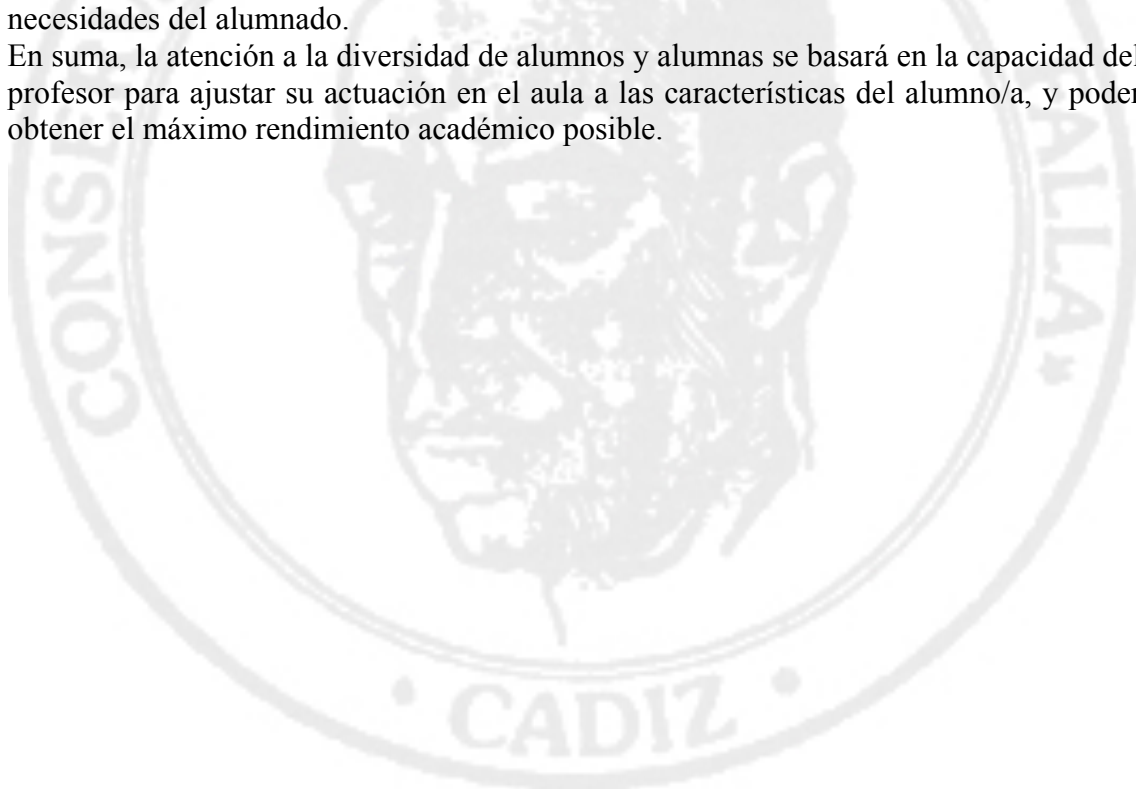 necesidades del alumnado.
En suma, la atención a la diversidad de alumnos y alumnas se basará en la capacidad del
profesor para ajustar su actuación en el aula a las características del alumno/a, y poder
obtener el máximo rendimiento académico posible.
CONSE
FALLA»
• CADIZ •